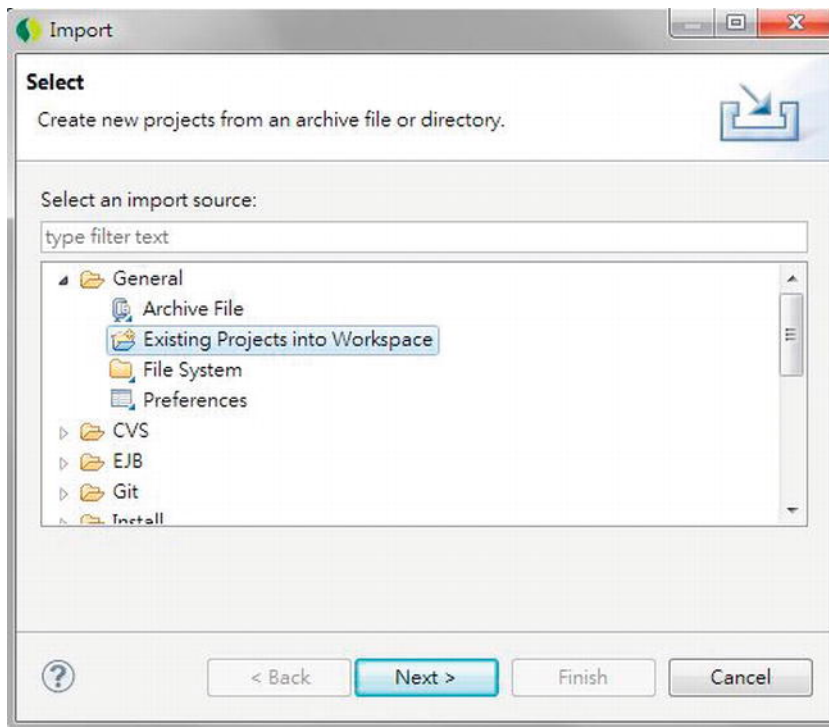 Import
Select
Create new projects from an archive file or directory.
Select an import source:
type filter text
General
Archive File
Existing Projects into Workspace
File System
Preferences
CVS
EJB
Git
Install
< Back
Next >
Finish
Cancel